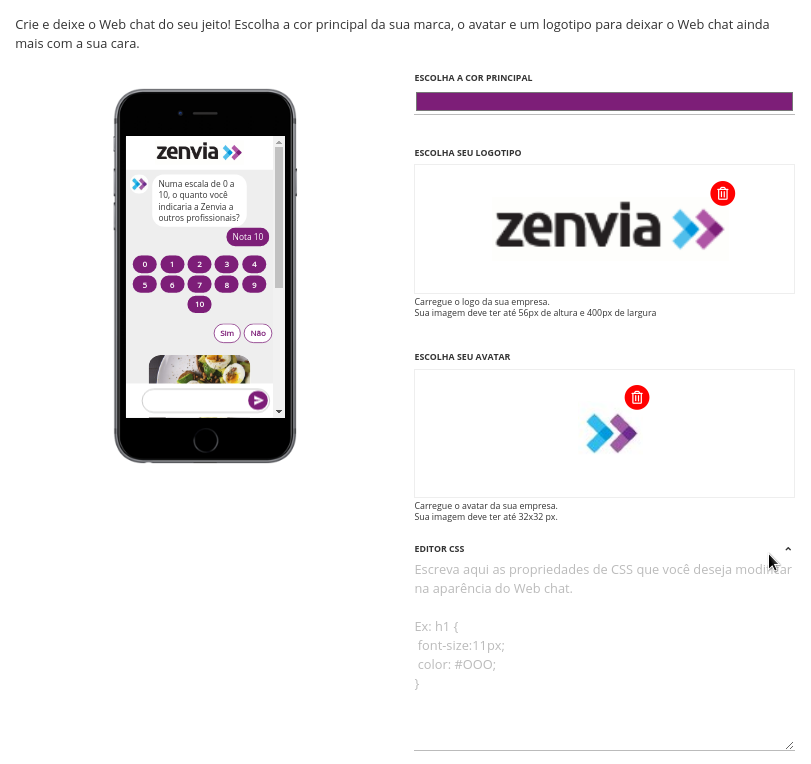 Crie e deixe o Web chat do seu jeito! Escolha a cor principal da sua marca, o avatar e um logotipo para deixar o Web chat ainda
mais com a sua cara.
zenvia
Numa escala de 0 a
10, o quanto você
indicaria a Zenvia a
outros profissionais?
Nota 10
0 1 2 3 4
5 6 7 8 9
10
Sim Não
ESCOLHA A COR PRINCIPAL
ESCOLHA SEU LOGOTIPO
zenvia
Carregue o logo da sua empresa.
Sua imagem deve ter até 56px de altura e 400px de largura
ESCOLHA SEU AVATAR
Carregue o avatar da sua empresa.
Sua imagem deve ter até 32x32 px.
EDITOR CSS
Escreva aqui as propriedades de CSS que você deseja modificar
na aparência do Web chat.
Ex: h1 {
font-size:11px;
color: #OOO;
}